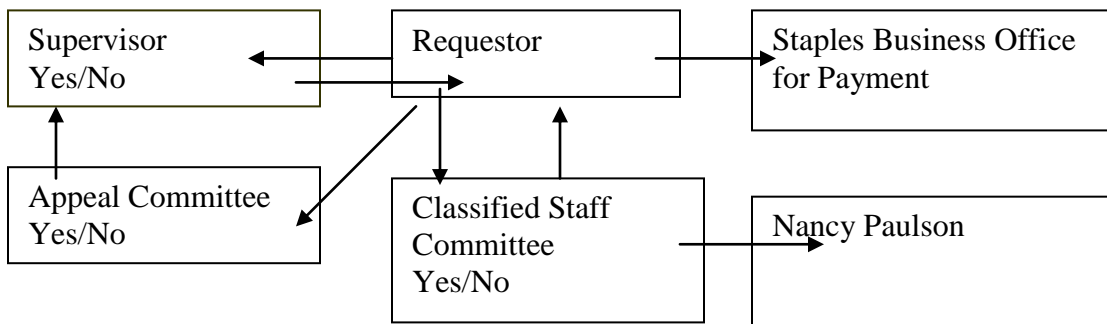 Supervisor
Yes/No
Requestor
Staples Business Office
for Payment
Appeal Committee
Yes/No
Classified Staff
Committee
Yes/No
Nancy Paulson